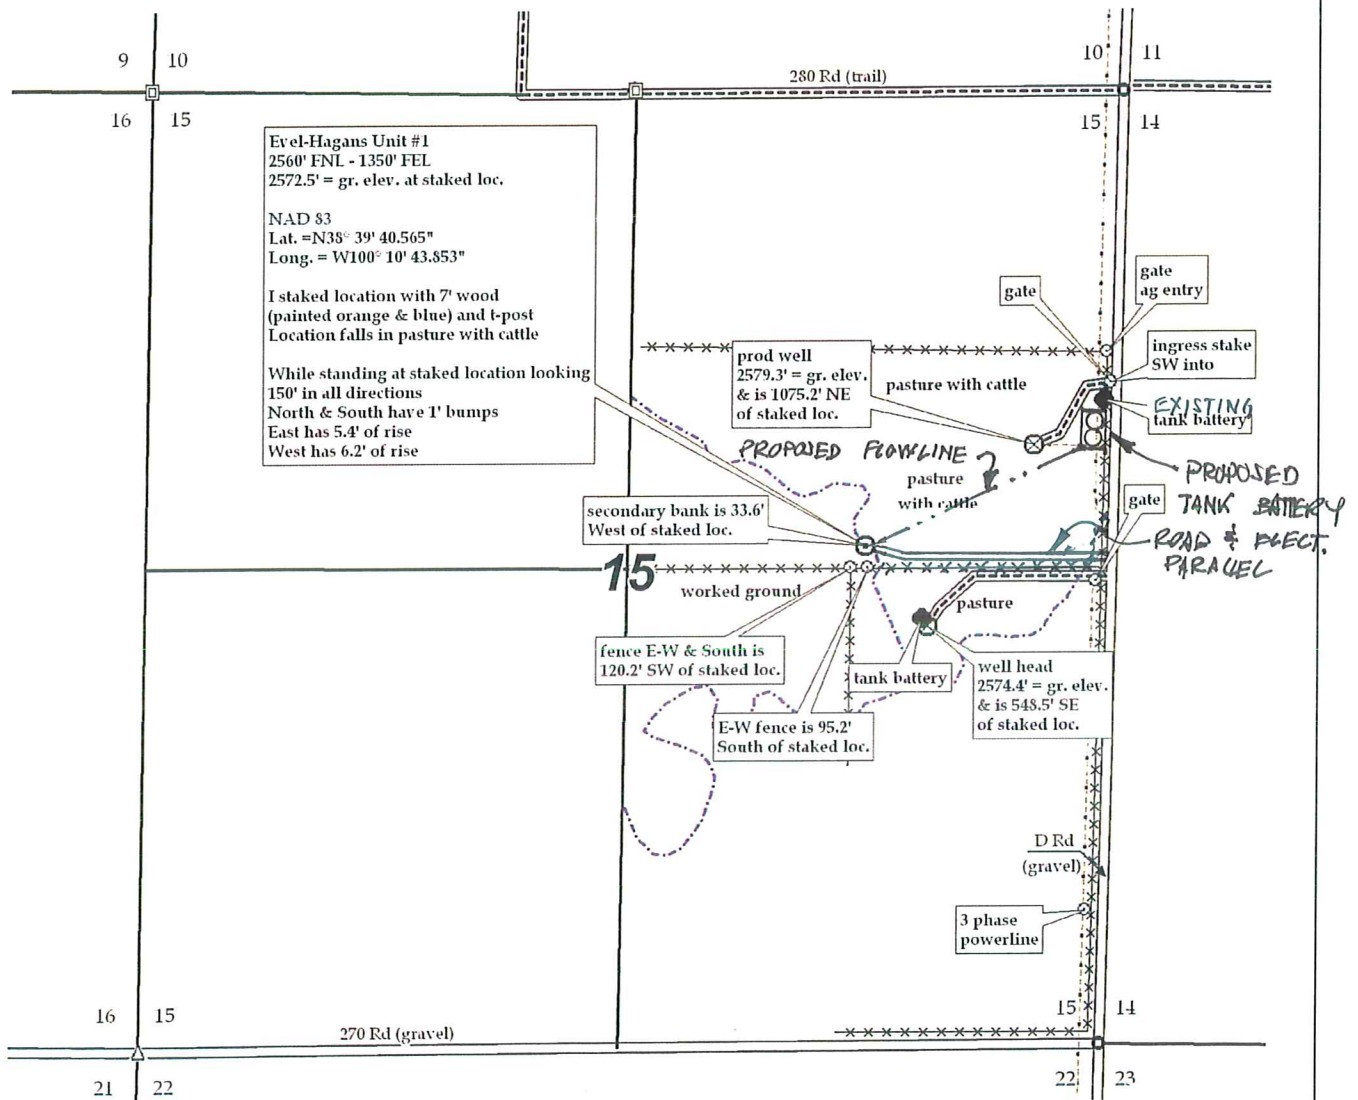 9 10
10 11
280 Rd (trail)
16 15
15 14
Evel-Hagans Unit #1
2560' FNL - 1350' FEL
2572.5' = gr. elev. at staked loc.
NAD 83
Lat. =N38° 39' 40.565"
Long. = W100° 10' 43.853"
I staked location with 7' wood
(painted orange & blue) and t-post
Location falls in pasture with cattle
While standing at staked location looking
150' in all directions
North & South have 1' bumps
East has 5.4' of rise
West has 6.2' of rise
gate
gate
ag entry
ingress stake
SW into
prod well
2579.3' = gr. elev.
& is 1075.2' NE
of staked loc.
pasture with cattle
EXISTING
tank battery
PROPOSED FLOWLINE
pasture
with cattle
PROPOSED
TANK BATTERY
gate
ROAD & ELECT.
PARALLEL
secondary bank is 33.6'
West of staked loc.
15
worked ground
pasture
fence E-W & South is
120.2' SW of staked loc.
tank battery
well head
2574.4' = gr. elev.
& is 548.5' SE
of staked loc.
E-W fence is 95.2'
South of staked loc.
D Rd
(gravel)
3 phase
powerline
16 15
15 14
270 Rd (gravel)
21 22
22 23